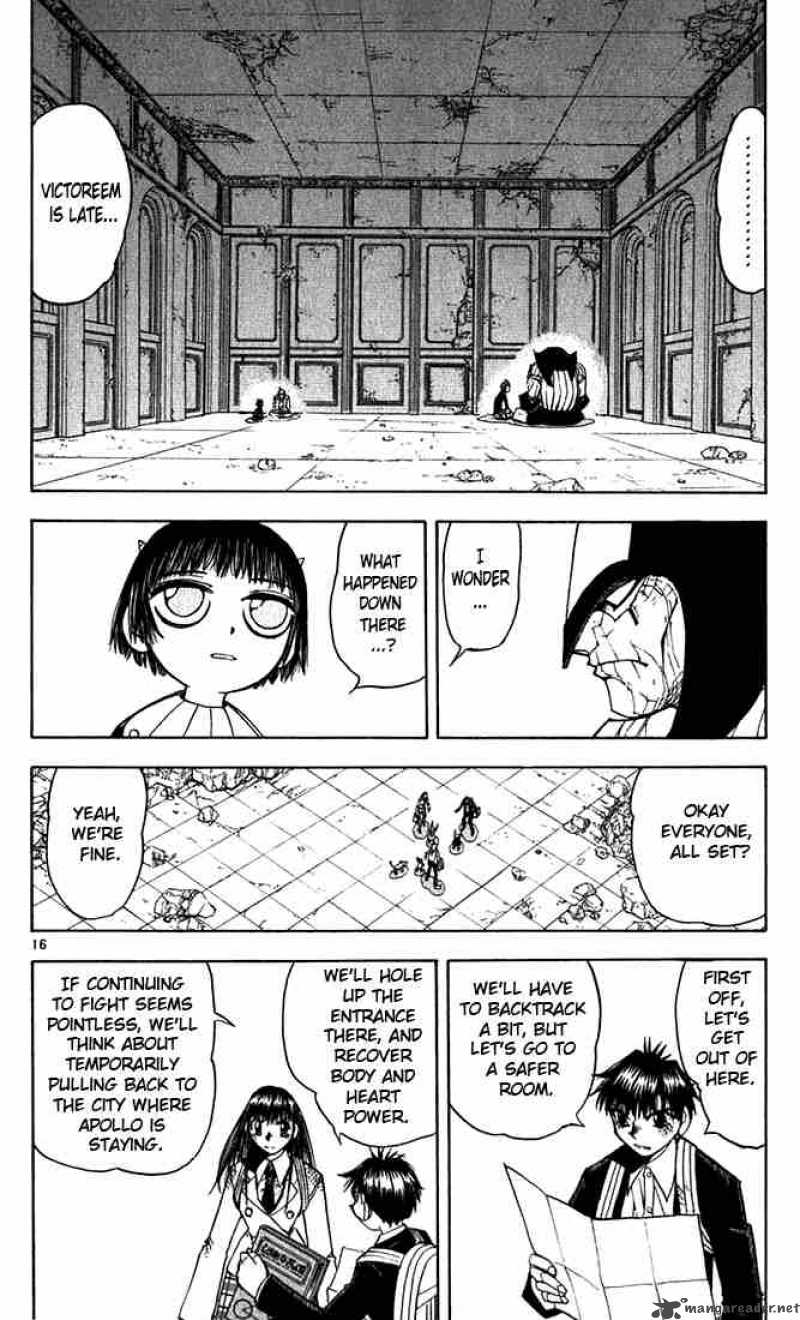 ..........
VICTOREEM
IS LATE...
I
WONDER
...
WHAT
HAPPENED
DOWN
THERE
...?
OKAY
EVERYONE,
ALL SET?
YEAH,
WE'RE
FINE.
16
FIRST
OFF,
LET'S
GET
OUT OF
HERE.
WE'LL HAVE
TO BACKTRACK
A BIT, BUT
LET'S GO TO
A SAFER
ROOM.
WE'LL HOLE
UP THE
ENTRANCE
THERE, AND
RECOVER
BODY AND
HEART
POWER.
IF CONTINUING
TO FIGHT SEEMS
POINTLESS, WE'LL
THINK ABOUT
TEMPORARILY
PULLING BACK TO
THE CITY WHERE
APOLLO IS
STAYING.
mangareader.net